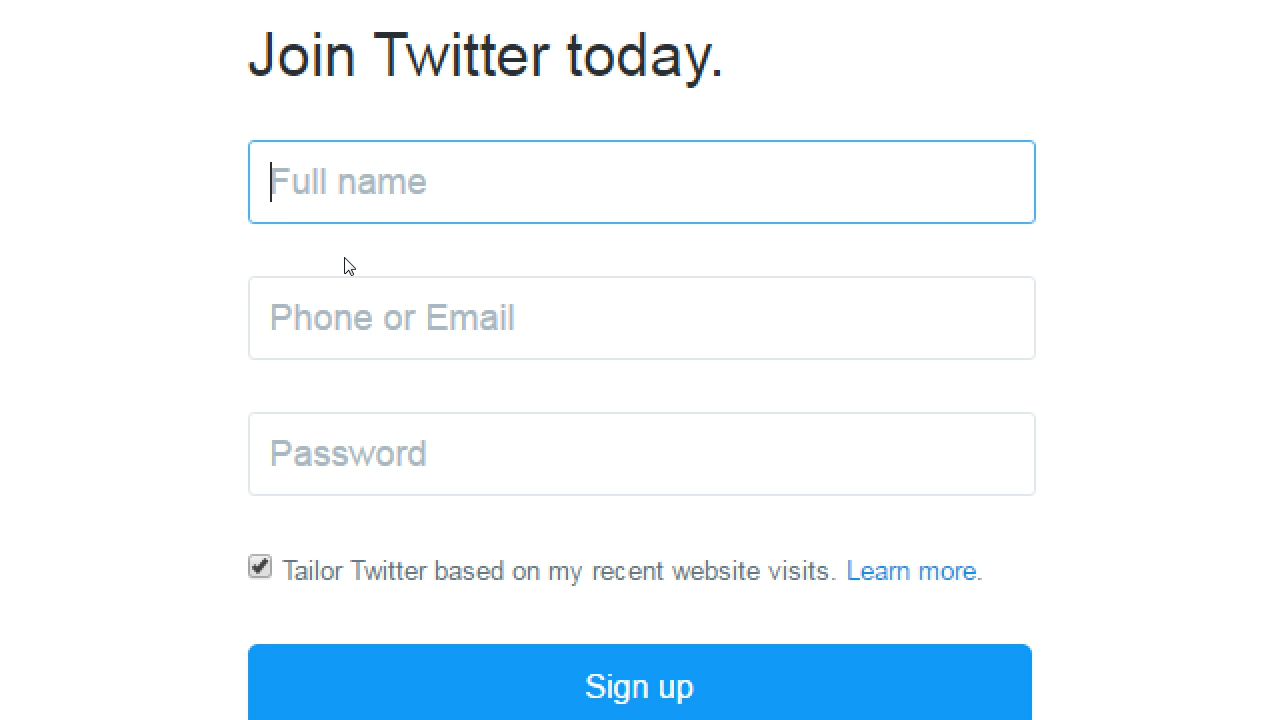 Join Twitter today.
Full name
Phone or Email
Password
Tailor Twitter based on my recent website visits. Learn more.
Sign up